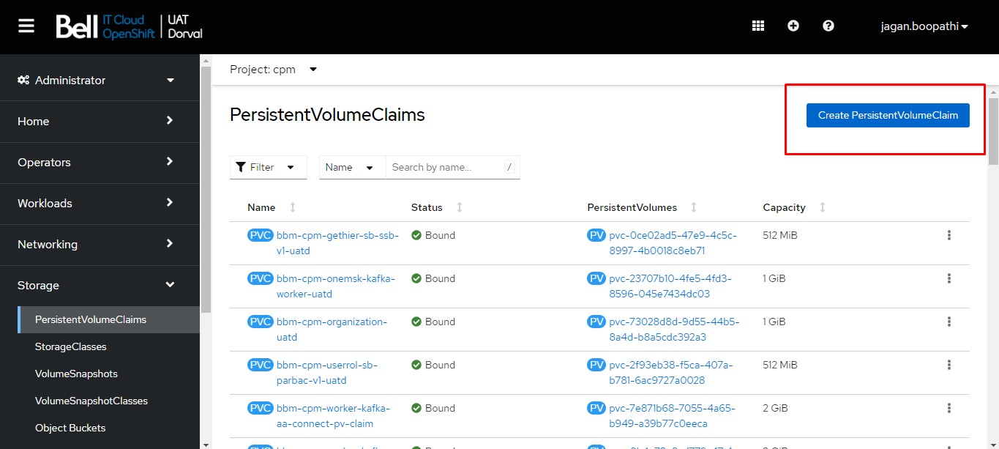 Bell IT Cloud OpenShift UAT Dorval
jagan.boopathi
Administrator
Home
Operators
Workloads
Networking
Storage
PersistentVolumeClaims
StorageClasses
VolumeSnapshots
VolumeSnapshotClasses
Object Buckets
Project: cpm
PersistentVolumeClaims
Create PersistentVolumeClaim
Filter Name Search by name... /
Name Status PersistentVolumes Capacity
PVC bbm-cpm-gethier-sb-ssb- Bound PV pvc-0ce02ad5-47e9-4c5c- 512 MiB
v1-uatd 8997-4b0018c8eb71
PVC bbm-cpm-onemsk-kafka- Bound PV pvc-23707b10-4fe5-4fd3- 1 GiB
worker-uatd 8596-045e7434dc03
PVC bbm-cpm-organization- Bound PV pvc-73028d8d-9d55-44b5- 1 GiB
uatd 8a4d-b8a5cdc392a3
PVC bbm-cpm-userrol-sb- Bound PV pvc-2f93eb38-f5ca-407a- 512 MiB
parbac-v1-uatd b781-6ac9727a0028
PVC bbm-cpm-worker-kafka- Bound PV pvc-7e871b68-7055-4a65- 2 GiB
aa-connect-pv-claim b949-a39b77c0eeca